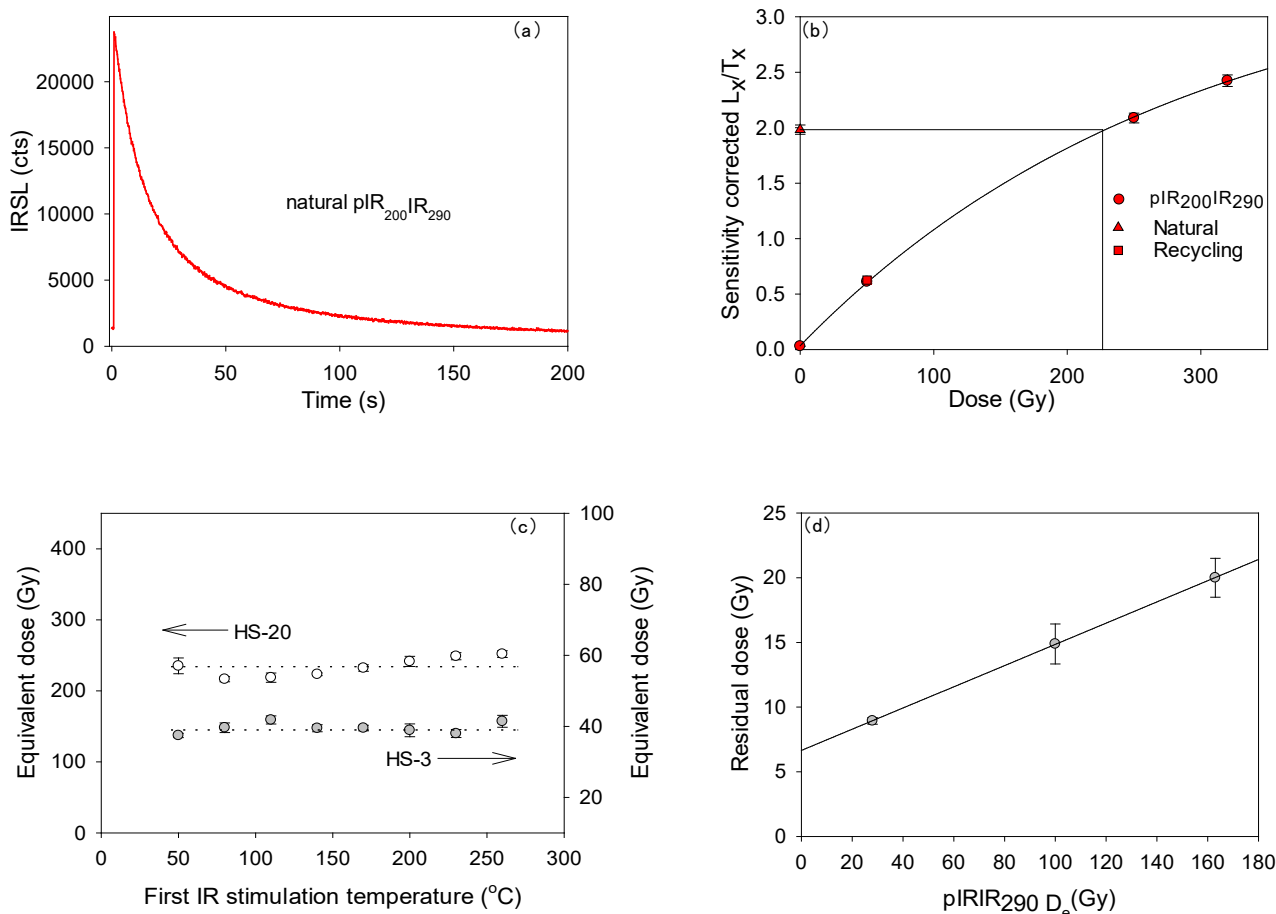 (a)
IRSL (cts)
20000
15000
10000
5000
0
natural pIR200IR290
0 50 100 150 200
Time (s)
(b)
Sensitivity corrected LX/TX
3.0
2.5
2.0
1.5
1.0
0.5
0.0
pIR200IR290
Natural
Recycling
0 100 200 300
Dose (Gy)
(c)
Equivalent dose (Gy)
400
300
200
100
0
HS-20
HS-3
100
80
60
40
20
Equivalent dose (Gy)
0 50 100 150 200 250 300
First IR stimulation temperature (oC)
(d)
Residual dose (Gy)
25
20
15
10
5
0
0 20 40 60 80 100 120 140 160 180
pIRIR290 De(Gy)